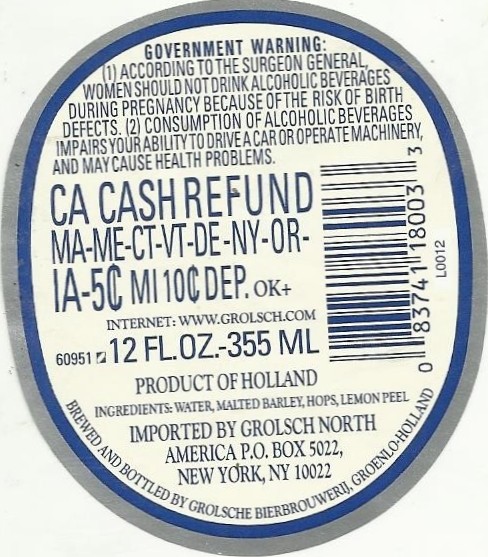 GOVERNMENT WARNING:
(1) ACCORDING TO THE SURGEON GENERAL,
WOMEN SHOULD NOT DRINK ALCOHOLIC BEVERAGES
DURING PREGNANCY BECAUSE OF THE RISK OF BIRTH
DEFECTS. (2) CONSUMPTION OF ALCOHOLIC BEVERAGES
IMPAIRS YOUR ABILITY TO DRIVE A CAR OR OPERATE MACHINERY,
AND MAY CAUSE HEALTH PROBLEMS.
CA CASH REFUND
MA-ME-CT-VT-DE-NY-OR-
IA-5¢ MI 10¢ DEP. OK+
INTERNET: WWW.GROLSCH.COM
60951 12 FL.OZ.-355 ML
PRODUCT OF HOLLAND
INGREDIENTS: WATER, MALTED BARLEY, HOPS, LEMON PEEL
IMPORTED BY GROLSCH NORTH
AMERICA P.O. BOX 5022,
NEW YORK, NY 10022
BREWED AND BOTTLED BY GROLSCHE BIERBROUWERIJ, GROENLO-HOLLAND
0 83741 18003 3
L0012